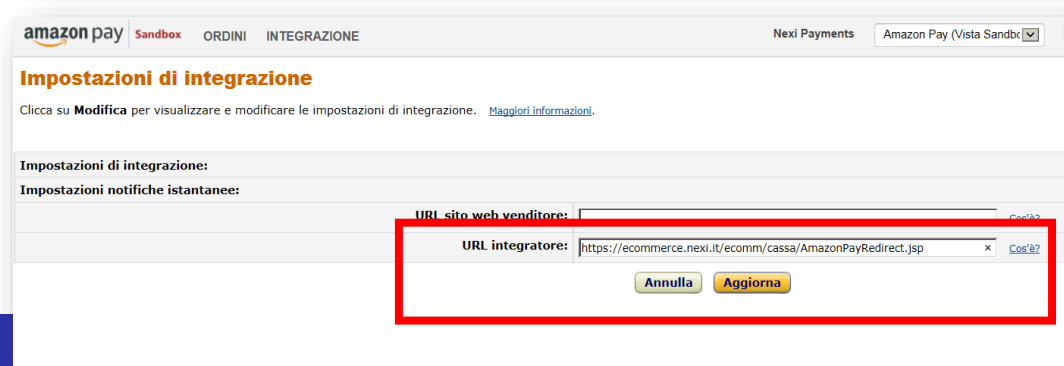 amazon pay Sandbox ORDINI INTEGRAZIONE Nexi Payments Amazon Pay (Vista Sandbo
Impostazioni di integrazione
Clicca su Modifica per visualizzare e modificare le impostazioni di integrazione. Maggiori informazioni.
Impostazioni di integrazione:
Impostazioni notifiche istantanee:
URL sito web venditore: Cos'è?
URL integratore: https://ecommerce.nexi.it/ecomm/cassa/AmazonPayRedirect.jsp × Cos'è?
Annulla Aggiorna